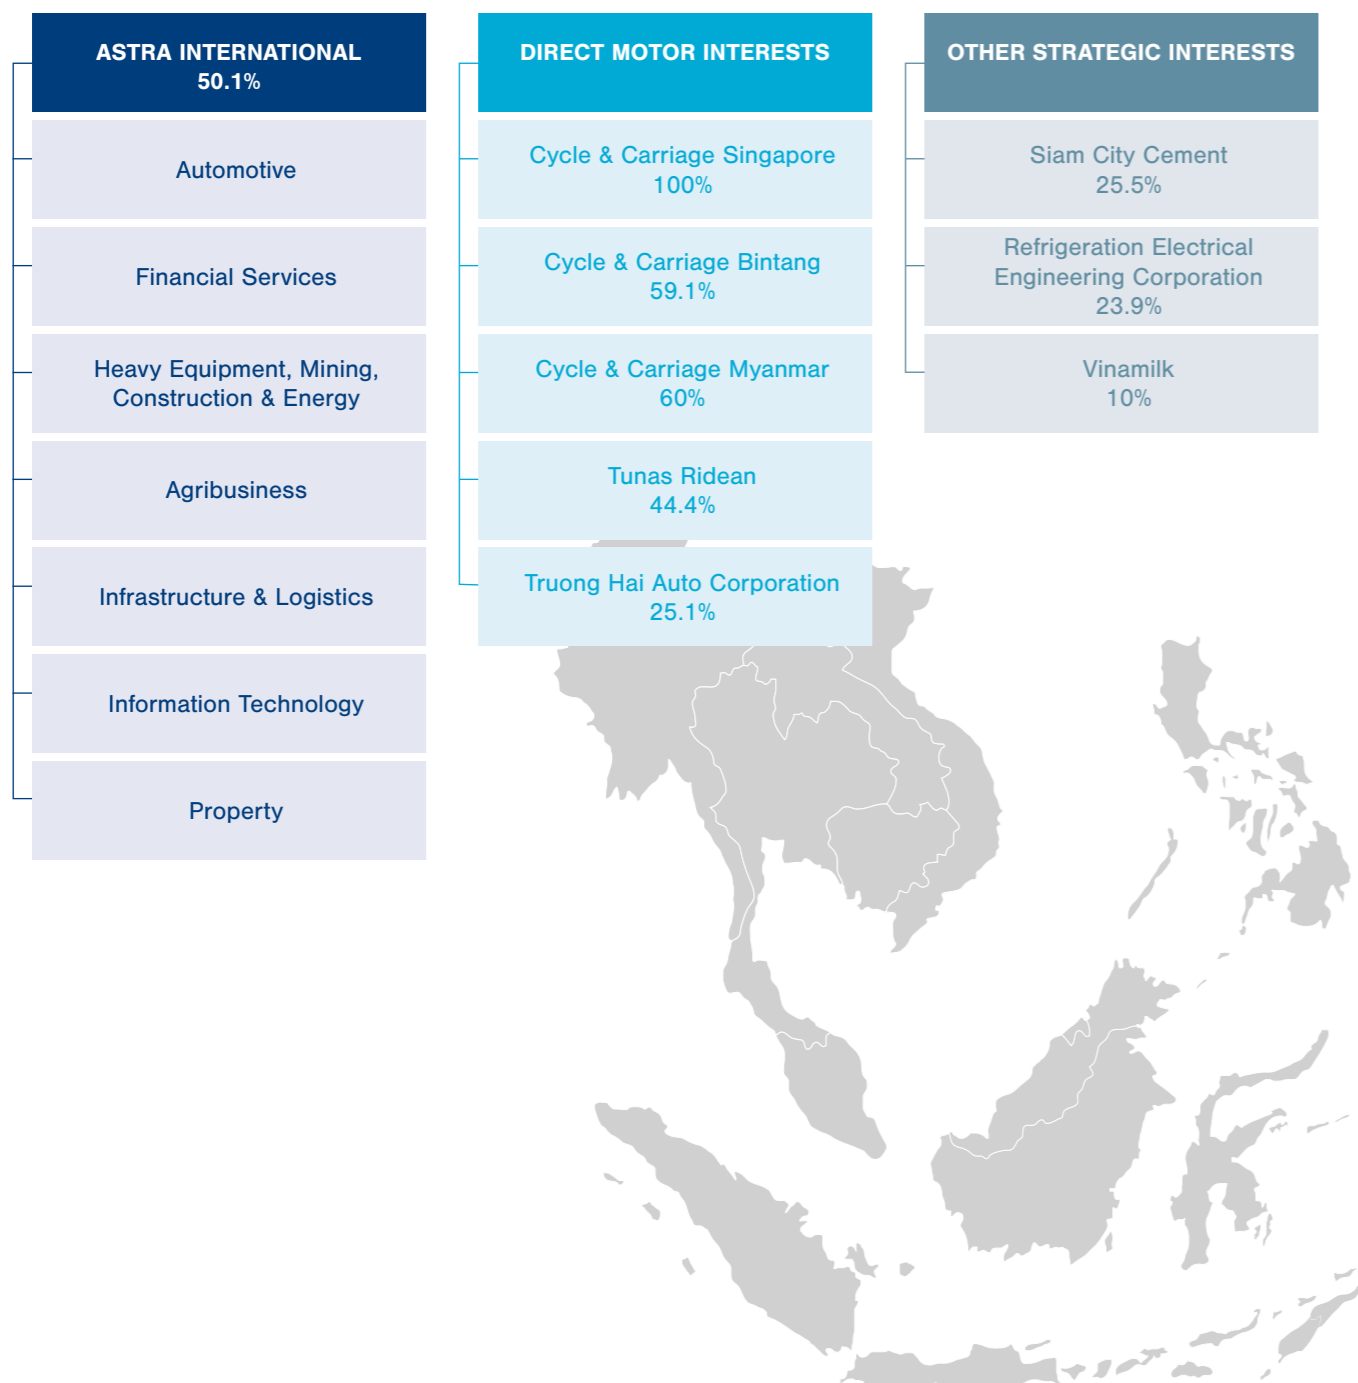 ASTRA INTERNATIONAL
50.1%
Automotive
Financial Services
Heavy Equipment, Mining,
Construction & Energy
Agribusiness
Infrastructure & Logistics
Information Technology
Property
DIRECT MOTOR INTERESTS
Cycle & Carriage Singapore
100%
Cycle & Carriage Bintang
59.1%
Cycle & Carriage Myanmar
60%
Tunas Ridean
44.4%
Truong Hai Auto Corporation
25.1%
OTHER STRATEGIC INTERESTS
Siam City Cement
25.5%
Refrigeration Electrical
Engineering Corporation
23.9%
Vinamilk
10%